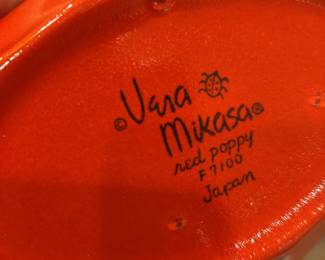 Vera
© Mikasa®
red poppy
F7100
Japan